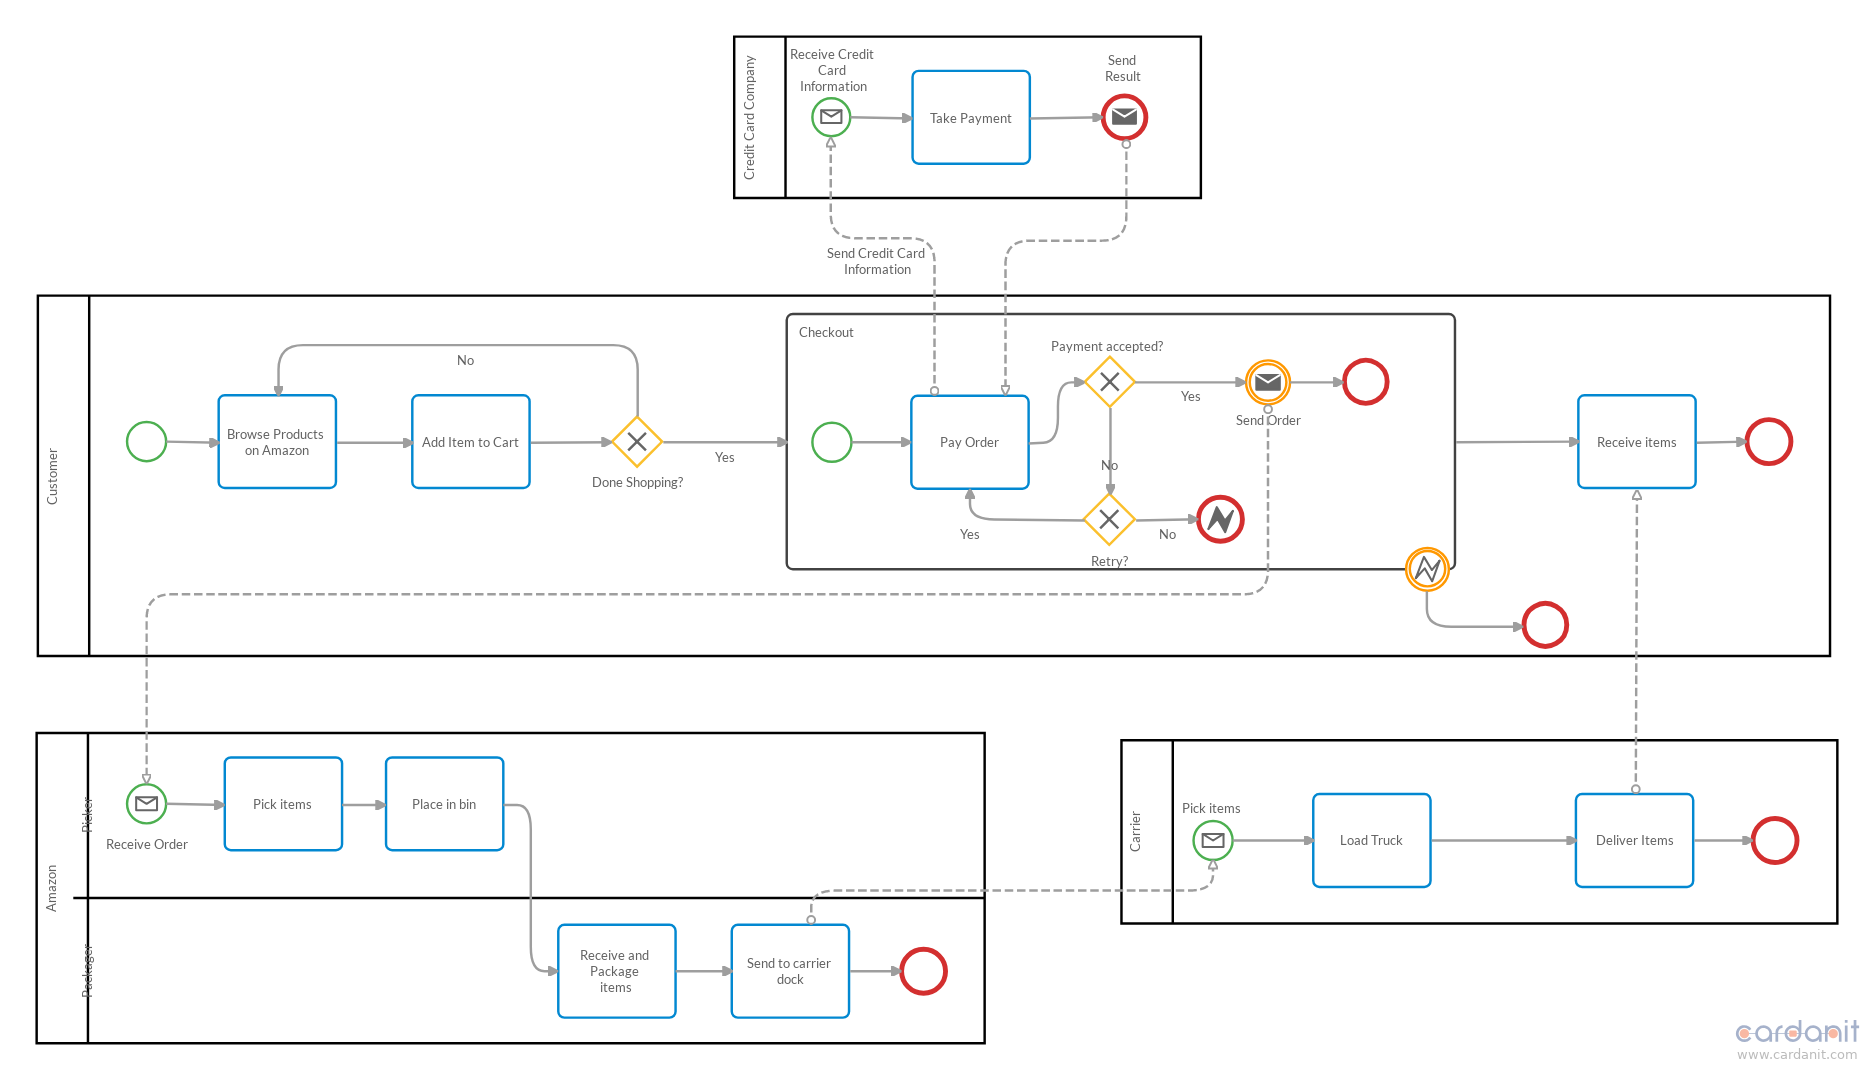 Credit Card Company
Receive Credit
Card
Information
Take Payment
Send
Result
Send Credit Card
Information
Customer
No
Browse Products
on Amazon
Add Item to Cart
Done Shopping?
Yes
Checkout
Pay Order
Payment accepted?
Yes
Send Order
No
Yes
Retry?
No
Receive items
Amazon
Picker
Receive Order
Pick items
Place in bin
Packager
Receive and
Package
items
Send to carrier
dock
Carrier
Pick items
Load Truck
Deliver Items
cardanit
www.cardanit.com